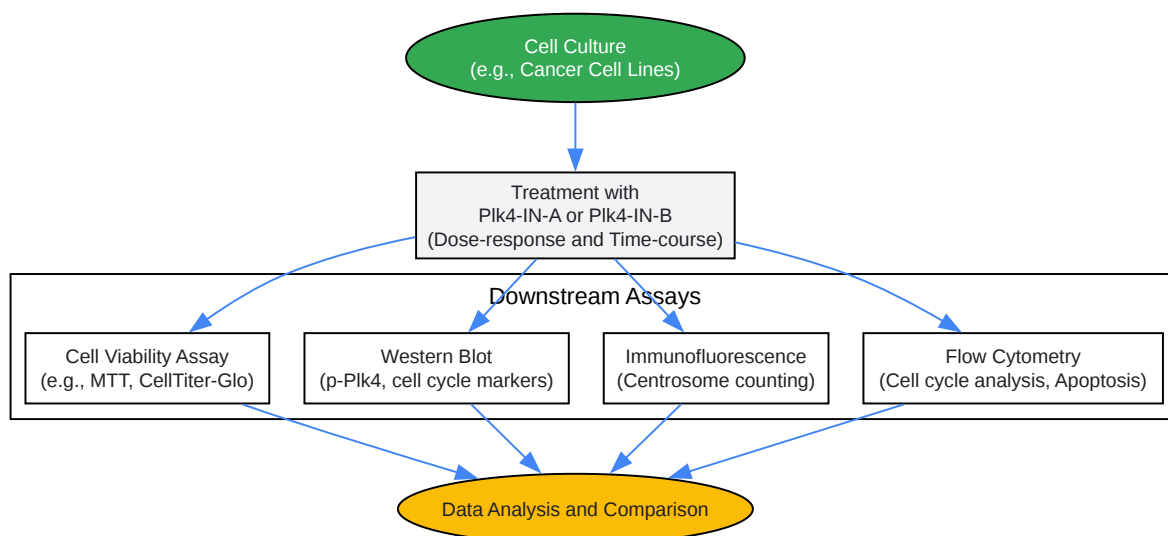 Cell Culture
(e.g., Cancer Cell Lines)
Treatment with
Plk4-IN-A or Plk4-IN-B
(Dose-response and Time-course)
Downstream Assays
Cell Viability Assay
(e.g., MTT, CellTiter-Glo)
Western Blot
(p-Plk4, cell cycle markers)
Immunofluorescence
(Centrosome counting)
Flow Cytometry
(Cell cycle analysis, Apoptosis)
Data Analysis and Comparison